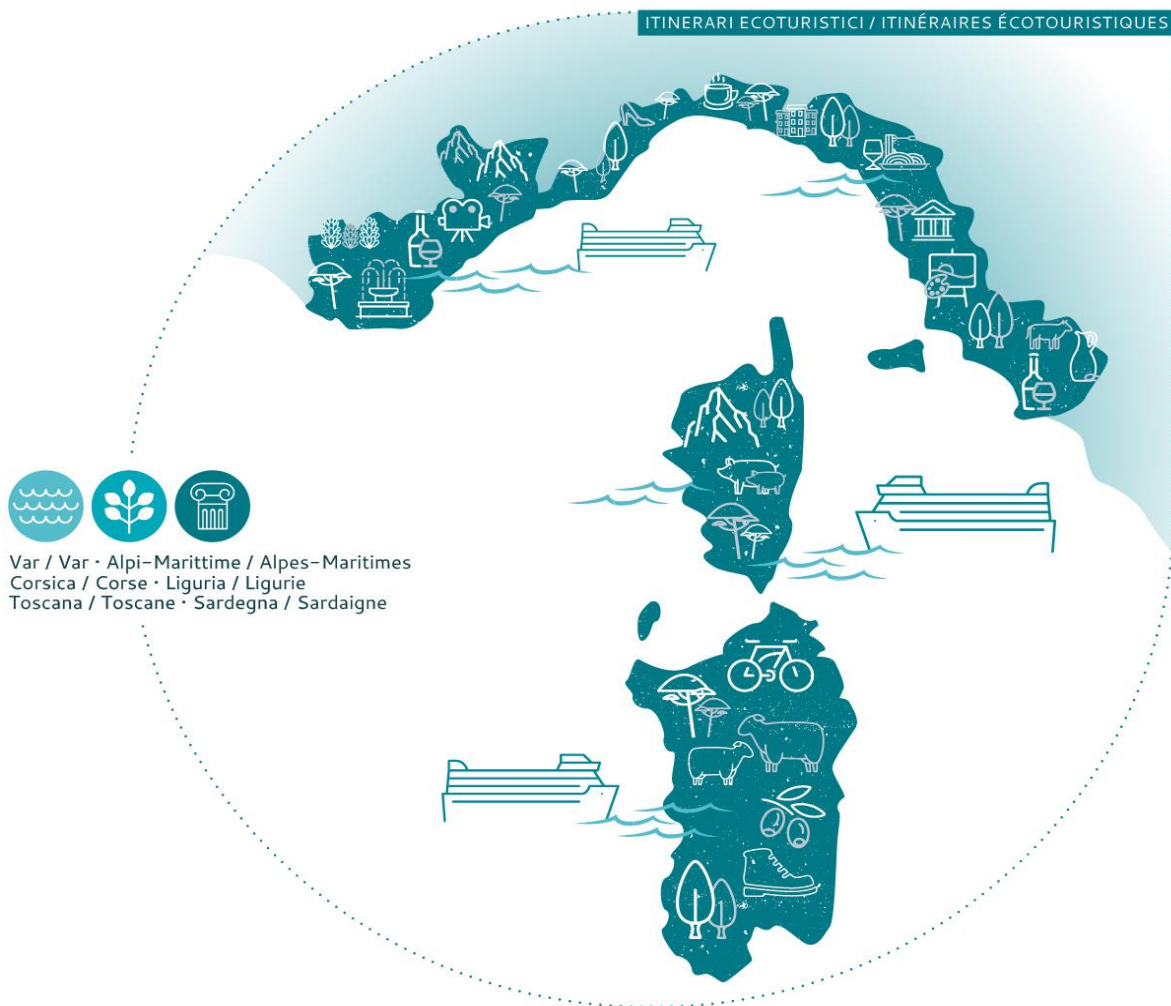 ITINERARI ECOTURISTICI / ITINÉRAIRES ÉCOTOURISTIQUES
Var / Var · Alpi-Marittime / Alpes-Maritimes
Corsica / Corse · Liguria / Ligurie
Toscana / Toscane · Sardegna / Sardaigne